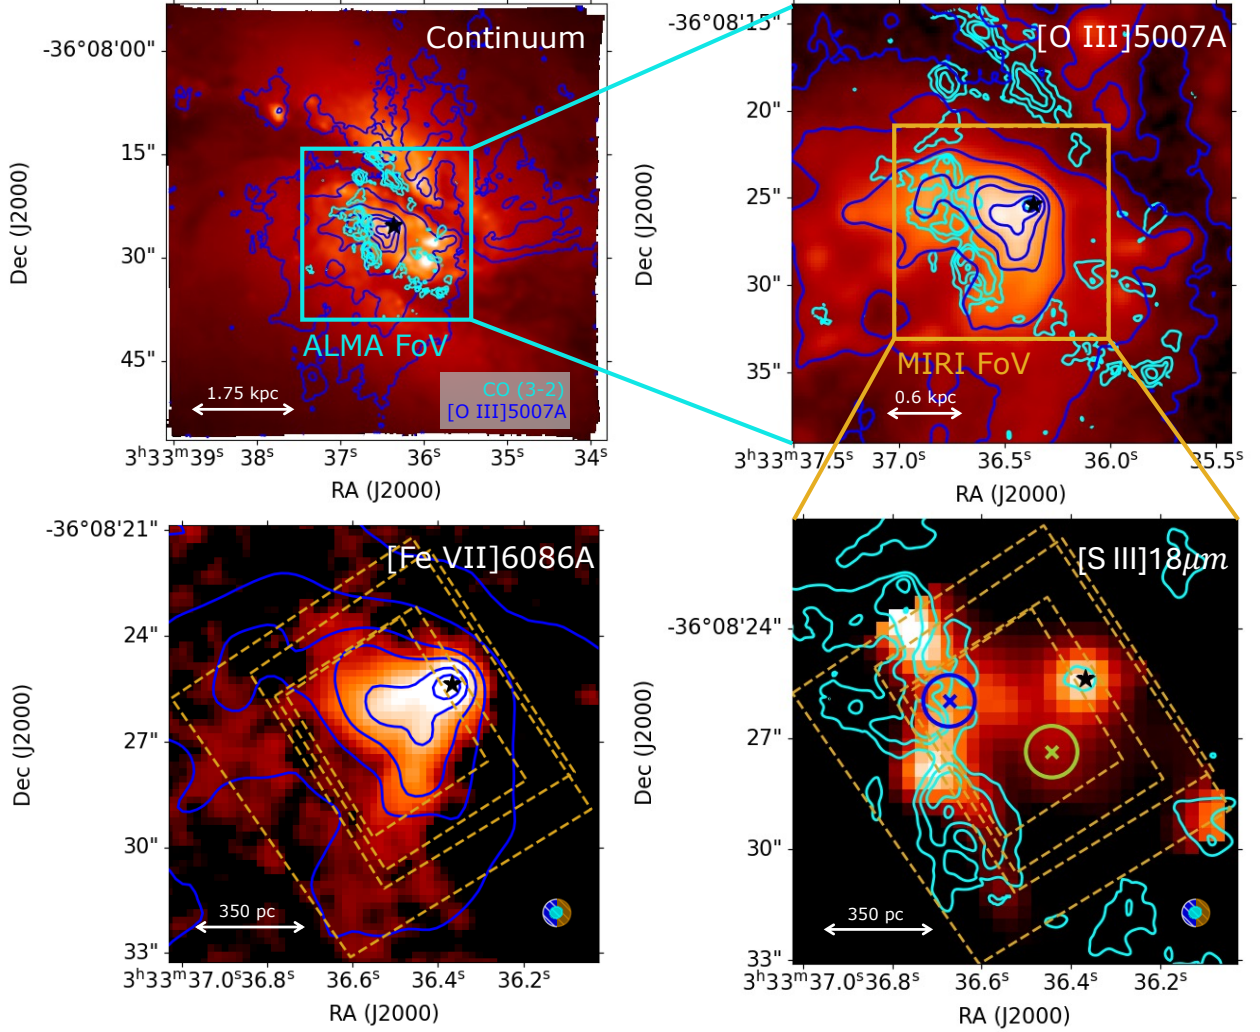 Continuum
-36°08'00"
15"
30"
45"
Dec (J2000)
ALMA FoV
1.75 kpc
CO (3-2)
[O III]5007A
3ʰ33ᵐ39ˢ 38ˢ 37ˢ 36ˢ 35ˢ 34ˢ
RA (J2000)
[O III]5007A
-36°08'15"
20"
25"
30"
35"
Dec (J2000)
MIRI FoV
0.6 kpc
3ʰ33ᵐ37.5ˢ 37.0ˢ 36.5ˢ 36.0ˢ 35.5ˢ
RA (J2000)
[Fe VII]6086A
-36°08'21"
24"
27"
30"
33"
Dec (J2000)
350 pc
3ʰ33ᵐ37.0ˢ36.8ˢ 36.6ˢ 36.4ˢ 36.2ˢ
RA (J2000)
[S III]18μm
-36°08'24"
27"
30"
33"
Dec (J2000)
350 pc
3ʰ33ᵐ37.0ˢ36.8ˢ 36.6ˢ 36.4ˢ 36.2ˢ
RA (J2000)